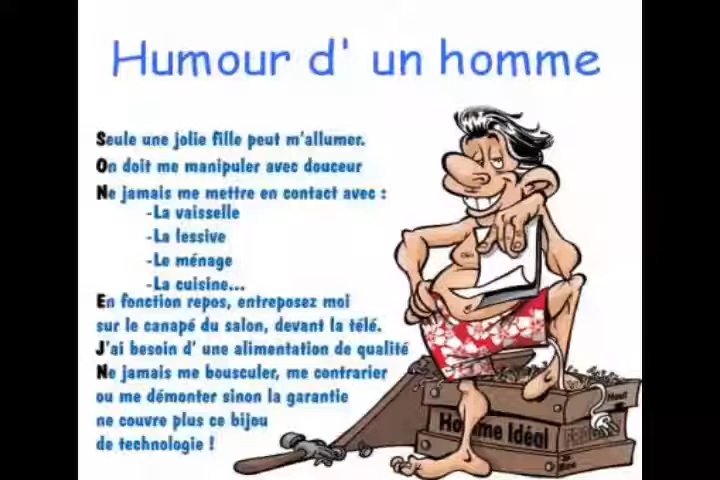 Humour d' un homme
Seule une jolie fille peut m'allumer.
On doit me manipuler avec douceur
Ne jamais me mettre en contact avec :
-La vaisselle
-La lessive
-Le ménage
-La cuisine...
En fonction repos, entreposez moi
sur le canapé du salon, devant la télé.
J'ai besoin d' une alimentation de qualité
Ne jamais me bousculer, me contrarier
ou me démonter sinon la garantie
ne couvre plus ce bijou
de technologie !
Homme Idéal
Haut